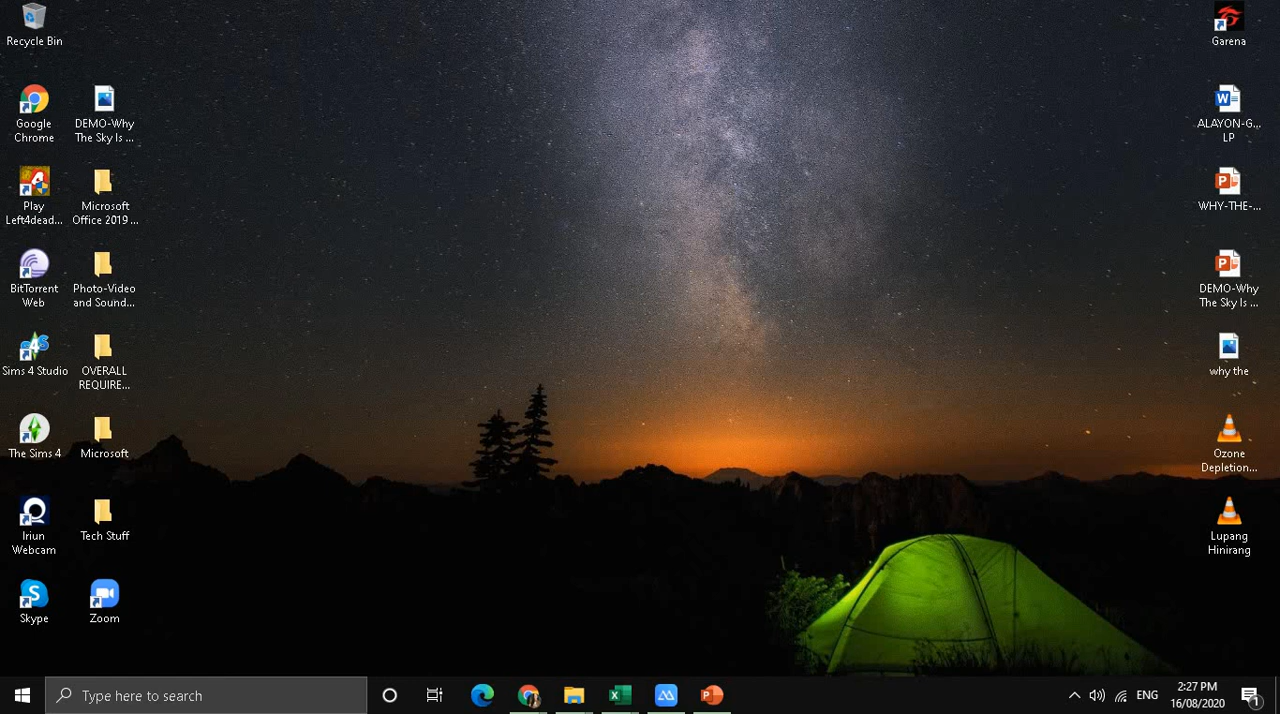 Recycle Bin
Google
Chrome
Play
Left4dead...
BitTorrent
Web
Sims 4 Studio
The Sims 4
Iriun
Webcam
Skype
DEMO-Why
The Sky Is ...
Microsoft
Office 2019 ...
Photo-Video
and Sound...
OVERALL
REQUIRE...
Microsoft
Tech Stuff
Zoom
Garena
ALAYON-G...
LP
WHY-THE-...
DEMO-Why
The Sky Is ...
why the
Ozone
Depletion...
Lupang
Hinirang
Type here to search
ENG
2:27 PM
16/08/2020
1